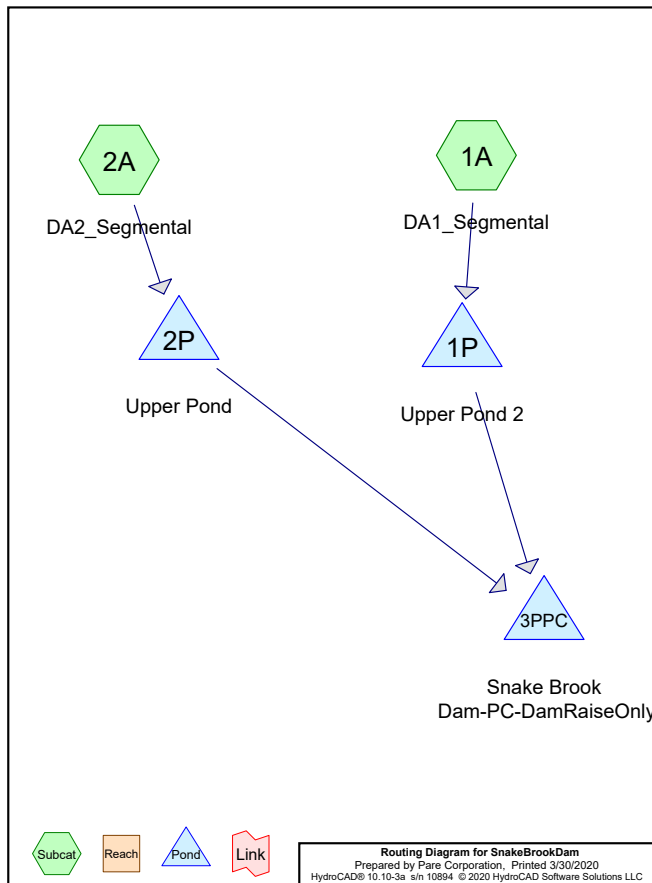 2A
1A
DA2_Segmental
DA1_Segmental
2P
1P
Upper Pond
Upper Pond 2
3PPC
Snake Brook
Dam-PC-DamRaiseOnly
Subcat
Reach
Pond
Link
Routing Diagram for SnakeBrookDam
Prepared by Pare Corporation, Printed 3/30/2020
HydroCAD® 10.10-3a s/n 10894 © 2020 HydroCAD Software Solutions LLC